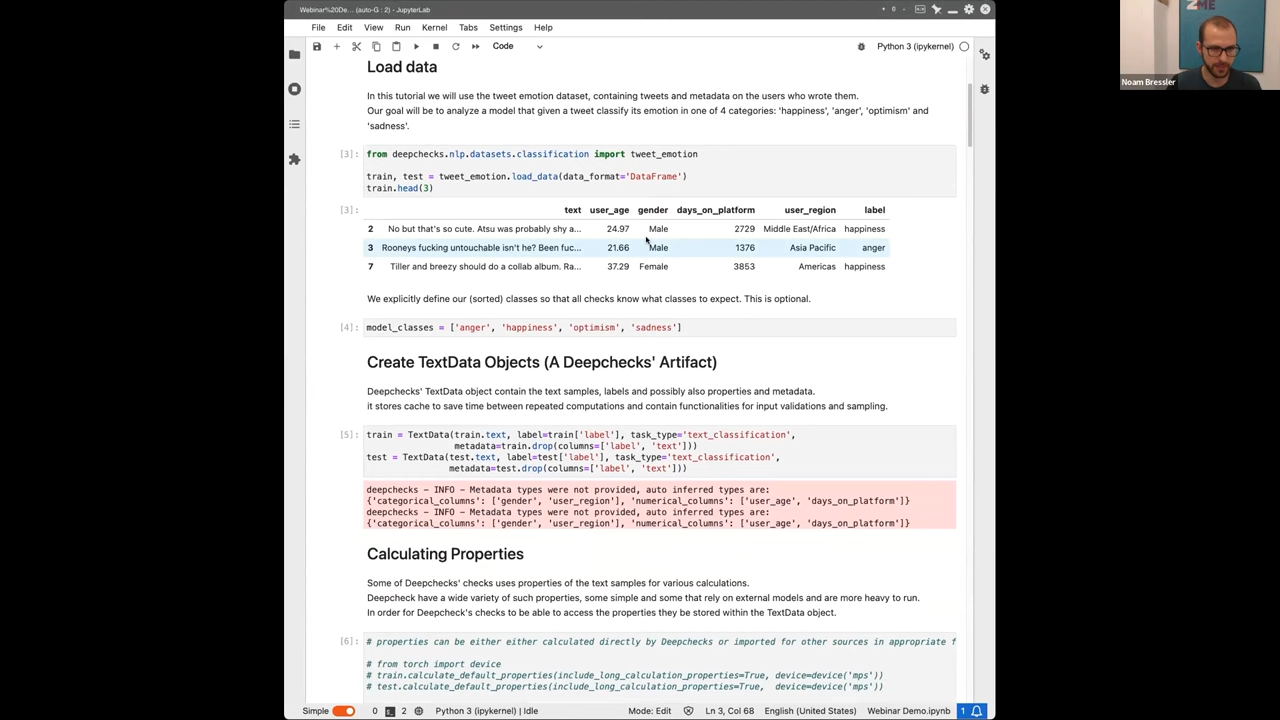 Webinar%20De... (auto-G : 2) - JupyterLab
File Edit View Run Kernel Tabs Settings Help
Code
Python 3 (ipykernel)
ME
Noam Bressler
Load data
In this tutorial we will use the tweet emotion dataset, containing tweets and metadata on the users who wrote them.
Our goal will be to analyze a model that given a tweet classify its emotion in one of 4 categories: 'happiness', 'anger', 'optimism' and
'sadness'.
[3]: from deepchecks.nlp.datasets.classification import tweet_emotion
train, test = tweet_emotion.load_data(data_format='DataFrame')
train.head(3)
[3]: text user_age gender days_on_platform user_region label
2 No but that's so cute. Atsu was probably shy a... 24.97 Male 2729 Middle East/Africa happiness
3 Rooneys fucking untouchable isn't he? Been fuc... 21.66 Male 1376 Asia Pacific anger
7 Tiller and breezy should do a collab album. Ra... 37.29 Female 3853 Americas happiness
We explicitly define our (sorted) classes so that all checks know what classes to expect. This is optional.
[4]: model_classes = ['anger', 'happiness', 'optimism', 'sadness']
Create TextData Objects (A Deepchecks' Artifact)
Deepchecks' TextData object contain the text samples, labels and possibly also properties and metadata.
it stores cache to save time between repeated computations and contain functionalities for input validations and sampling.
[5]: train = TextData(train.text, label=train['label'], task_type='text_classification',
metadata=train.drop(columns=['label', 'text']))
test = TextData(test.text, label=test['label'], task_type='text_classification',
metadata=test.drop(columns=['label', 'text']))
deepchecks - INFO - Metadata types were not provided, auto inferred types are:
{'categorical_columns': ['gender', 'user_region'], 'numerical_columns': ['user_age', 'days_on_platform']}
deepchecks - INFO - Metadata types were not provided, auto inferred types are:
{'categorical_columns': ['gender', 'user_region'], 'numerical_columns': ['user_age', 'days_on_platform']}
Calculating Properties
Some of Deepchecks' checks uses properties of the text samples for various calculations.
Deepcheck have a wide variety of such properties, some simple and some that rely on external models and are more heavy to run.
In order for Deepcheck's checks to be able to access the properties they be stored within the TextData object.
[6]: # properties can be either either calculated directly by Deepchecks or imported for other sources in appropriate f
# from torch import device
# train.calculate_default_properties(include_long_calculation_properties=True, device=device('mps'))
# test.calculate_default_properties(include_long_calculation_properties=True, device=device('mps'))
Simple 0 2 Python 3 (ipykernel) | Idle Mode: Edit Ln 3, Col 68 English (United States) Webinar Demo.ipynb 1